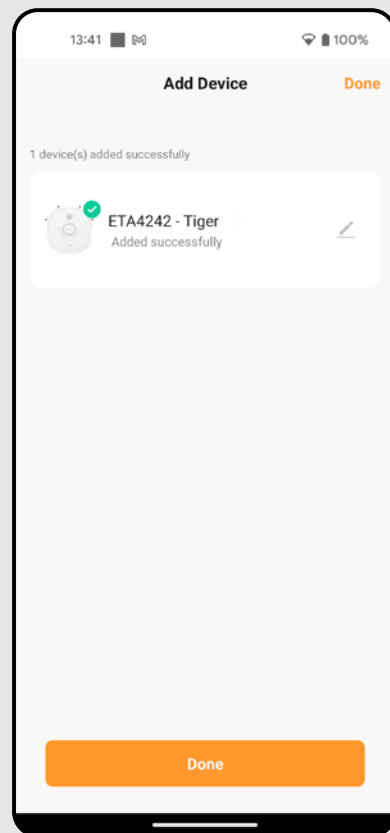 13:41 100%
Add Device Done
1 device(s) added successfully
ETA4242 - Tiger
Added successfully
Done